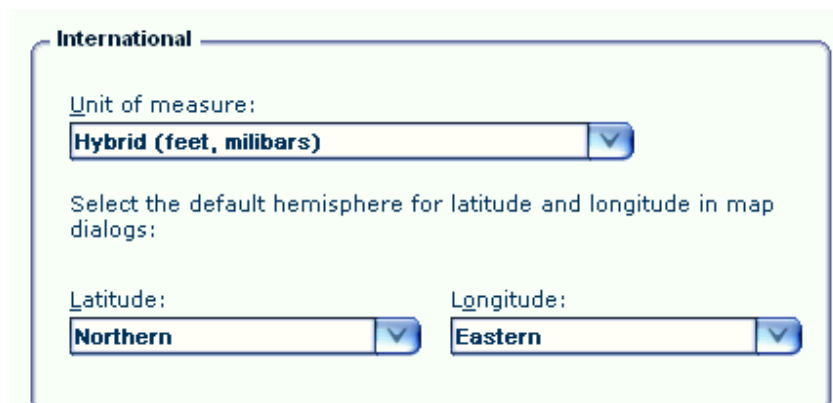 International
Unit of measure:
Hybrid (feet, milibars)
Select the default hemisphere for latitude and longitude in map
dialogs:
Latitude:
Longitude:
Northern
Eastern